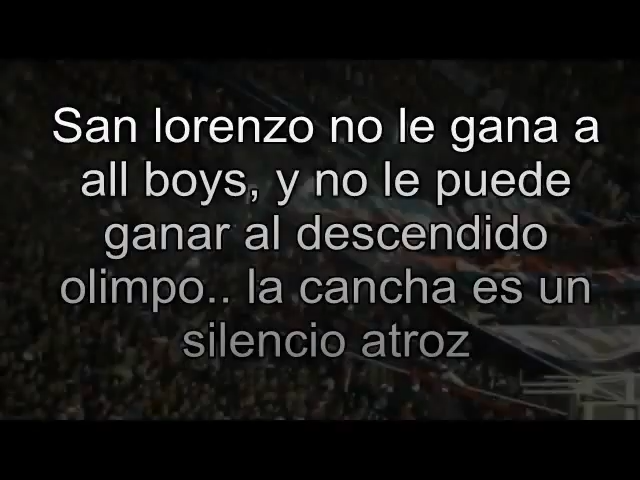 San lorenzo no le gana a
all boys, y no le puede
ganar al descendido
olimpo.. la cancha es un
silencio atroz